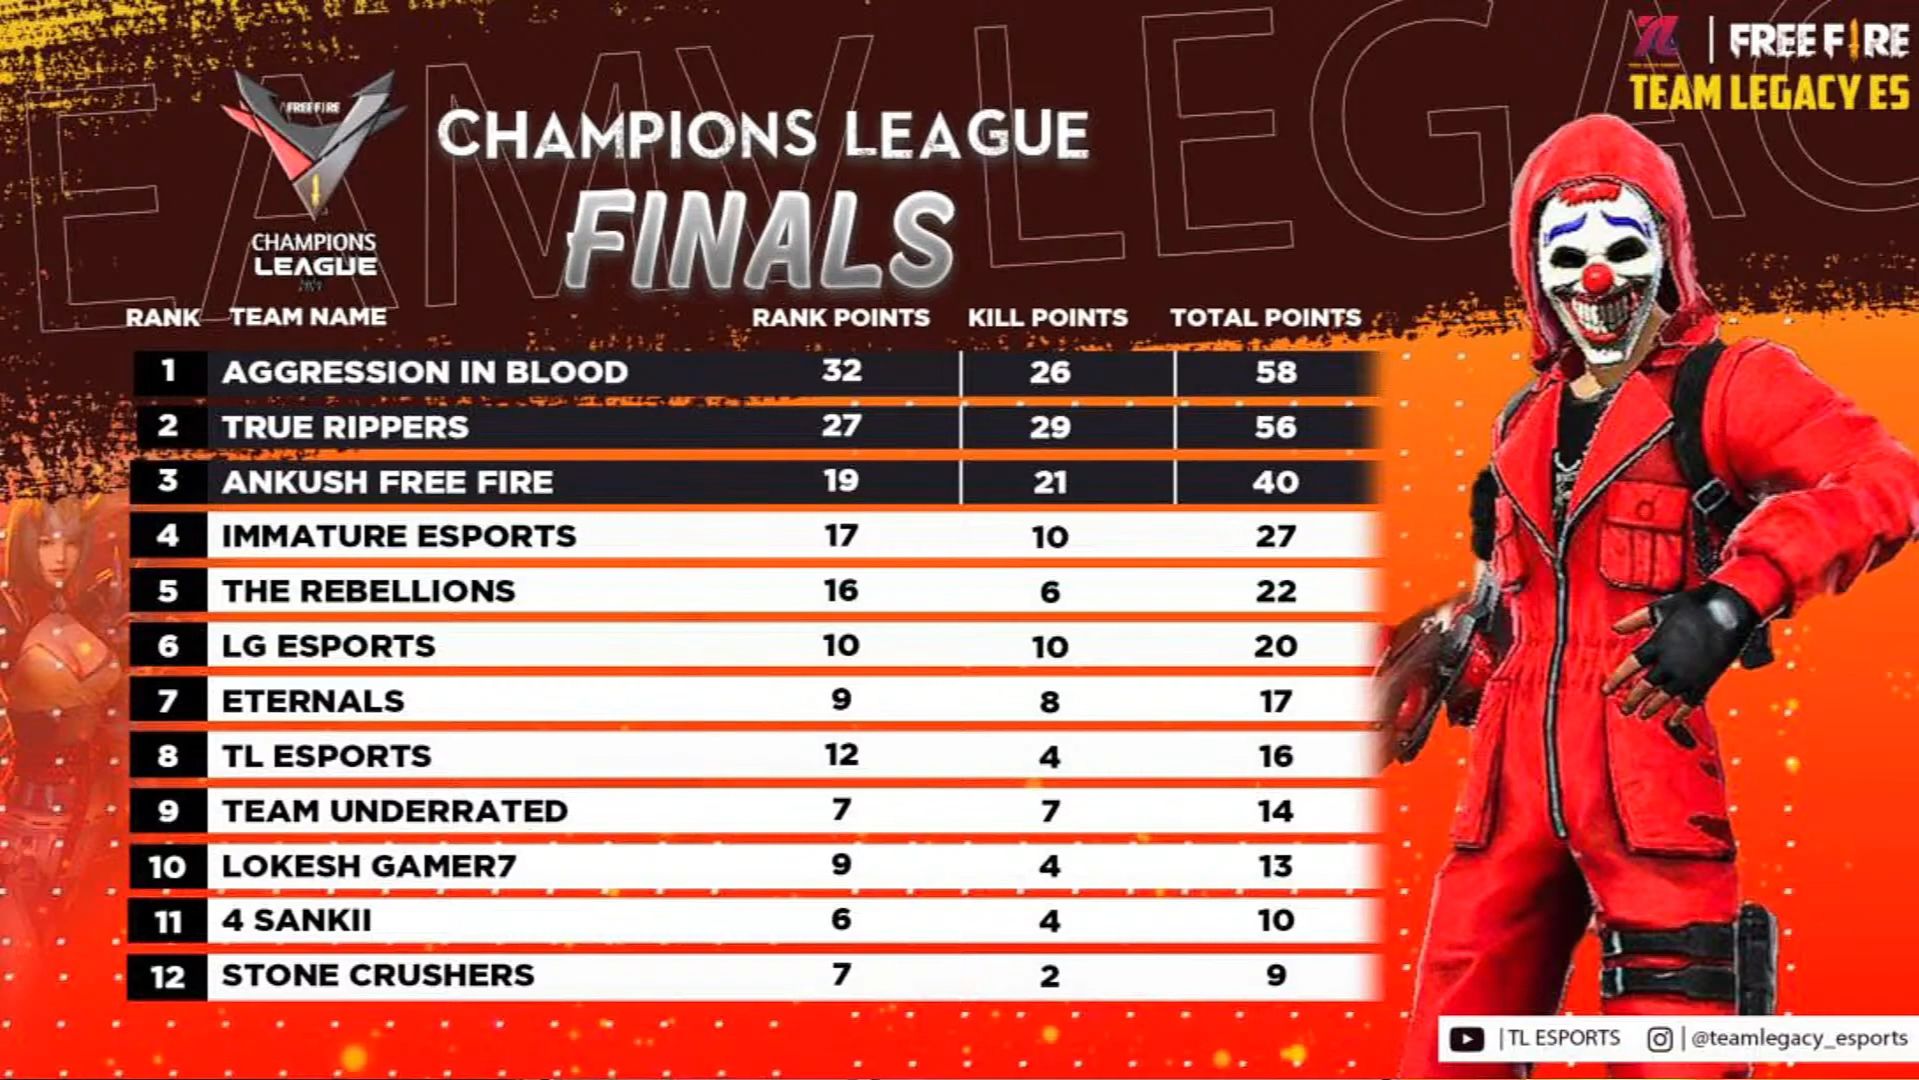 FREE FIRE
TEAM LEGACY ES
FREE FIRE
CHAMPIONS LEAGUE
FINALS
CHAMPIONS
LEAGUE
RANK TEAM NAME RANK POINTS KILL POINTS TOTAL POINTS
1 AGGRESSION IN BLOOD 32 26 58
2 TRUE RIPPERS 27 29 56
3 ANKUSH FREE FIRE 19 21 40
4 IMMATURE ESPORTS 17 10 27
5 THE REBELLIONS 16 6 22
6 LG ESPORTS 10 10 20
7 ETERNALS 9 8 17
8 TL ESPORTS 12 4 16
9 TEAM UNDERRATED 7 7 14
10 LOKESH GAMER7 9 4 13
11 4 SANKII 6 4 10
12 STONE CRUSHERS 7 2 9
TL ESPORTS @teamlegacy_esports